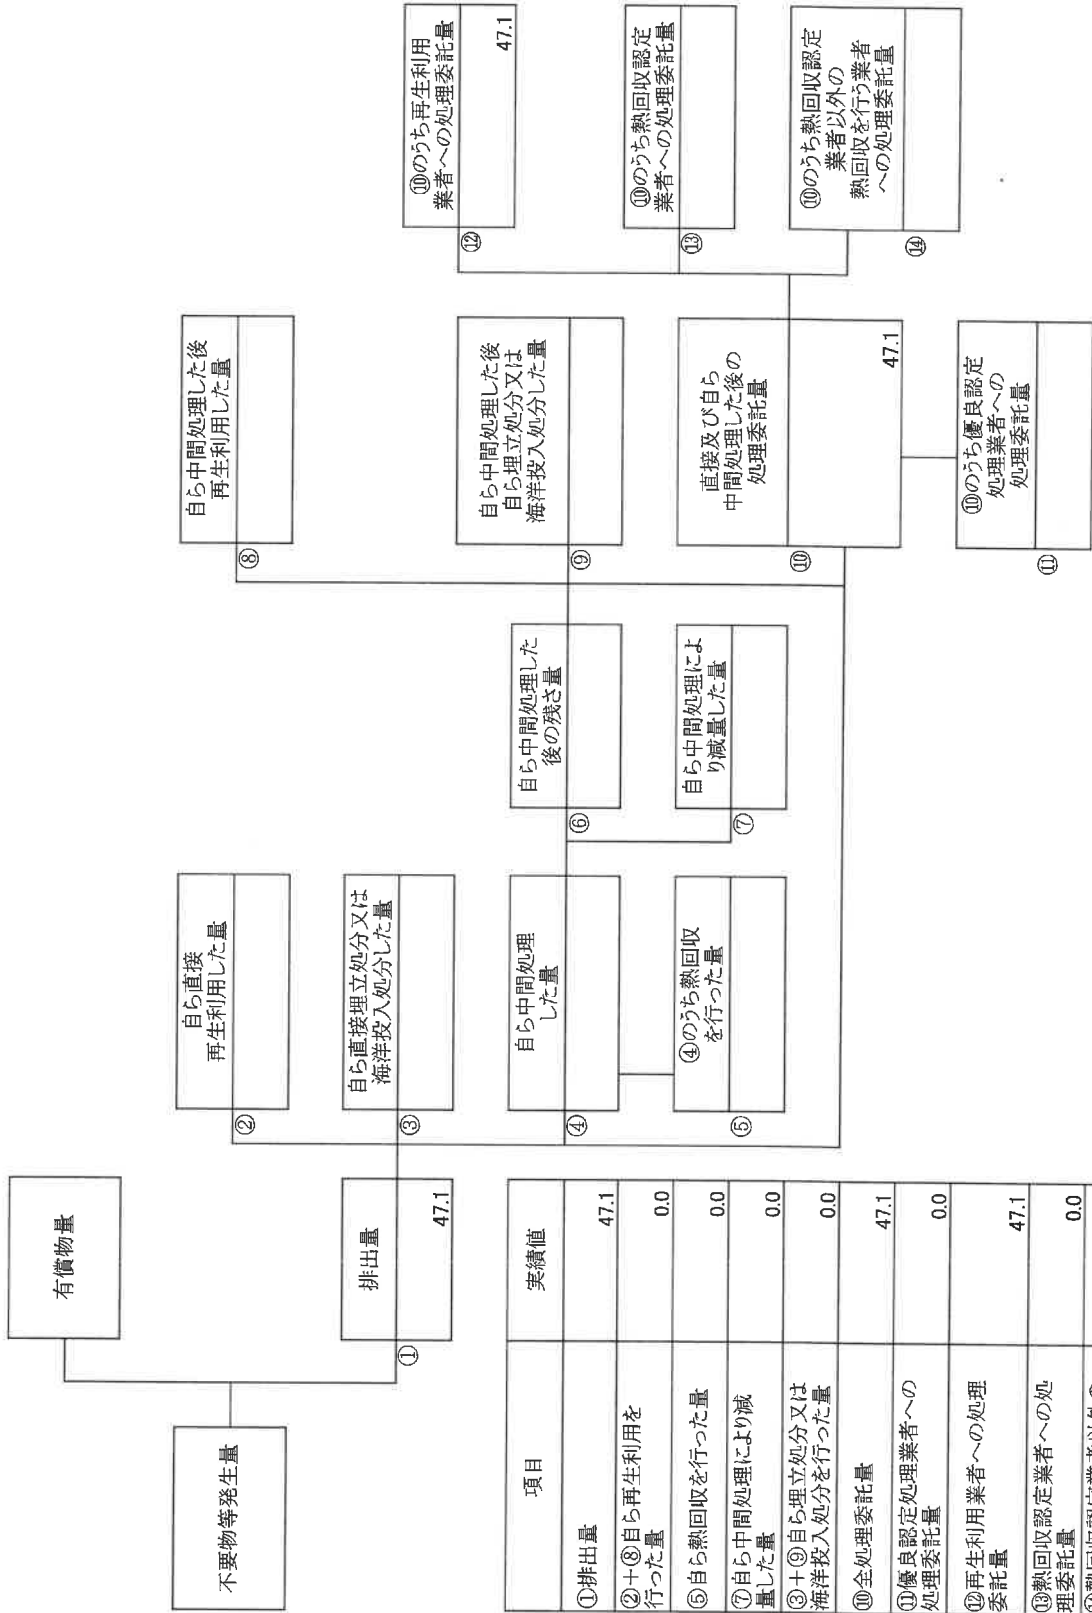 不要物等発生量
有償物量
排出量
①
47.1
自ら直接
再生利用した量
②
自ら直接埋立処分又は
海洋投入処分した量
③
自ら中間処理
した量
④
④のうち熱回収
を行った量
⑤
自ら中間処理した
後の残さ量
⑥
自ら中間処理によ
り減量した量
⑦
自ら中間処理した後
再生利用した量
⑧
自ら中間処理した後
自ら埋立処分又は
海洋投入処分した量
⑨
直接及び自ら
中間処理した後の
処理委託量
⑩
47.1
⑩のうち優良認定
処理業者への
処理委託量
⑪
⑩のうち再生利用
業者への処理委託量
⑫
47.1
⑩のうち熱回収認定
業者への処理委託量
⑬
⑩のうち熱回収認定
業者以外の
熱回収を行う業者
への処理委託量
⑭
項目 実績値
①排出量 47.1
②+⑧自ら再生利用を
行った量 0.0
⑤自ら熱回収を行った量 0.0
⑦自ら中間処理により減
量した量 0.0
③+⑨自ら埋立処分又は
海洋投入処分を行った量 0.0
⑩全処理委託量 47.1
⑪優良認定処理業者への
処理委託量 0.0
⑫再生利用業者への処理
委託量 47.1
⑬熱回収認定業者への処
理委託量 0.0